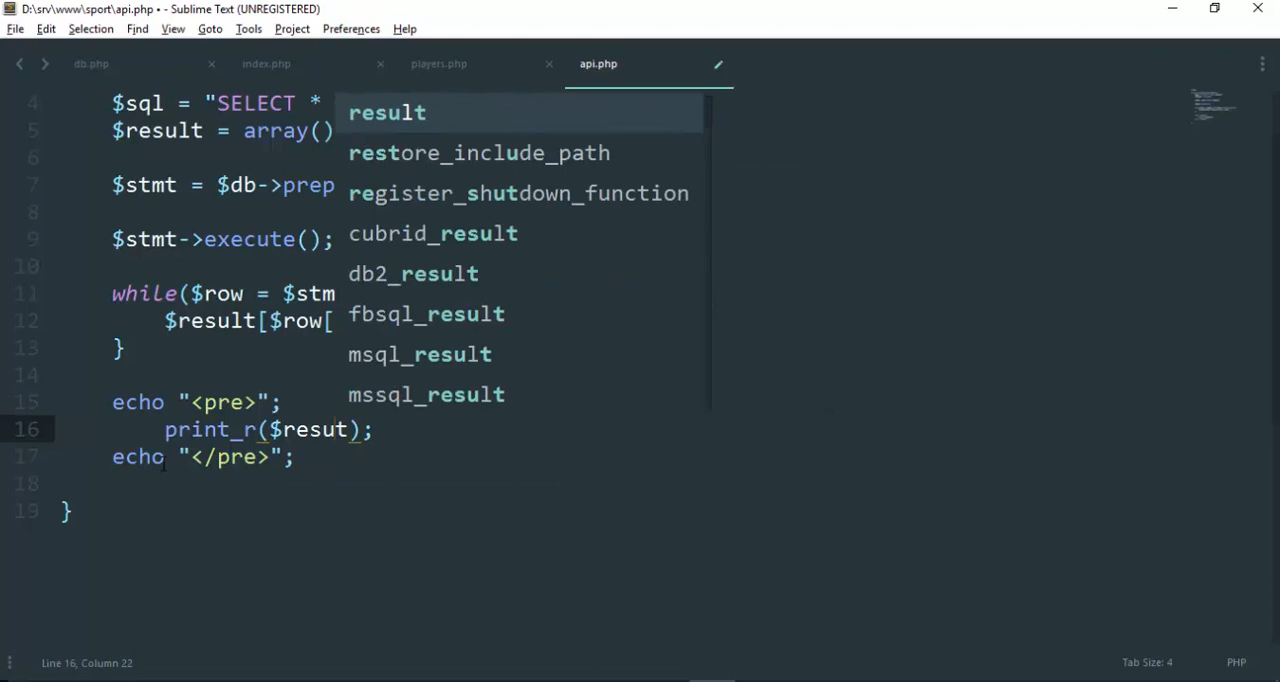 D:\srv\www\sport\api.php • - Sublime Text (UNREGISTERED)
File Edit Selection Find View Goto Tools Project Preferences Help
db.php × index.php × players.php × api.php
4 $sql = "SELECT *
5 $result = array()
6
7 $stmt = $db->prep
8
9 $stmt->execute();
10
11 while($row = $stm
12 $result[$row[
13 }
14
15 echo "<pre>";
16 print_r($resut);
17 echo "</pre>";
18
19 }
result
restore_include_path
register_shutdown_function
cubrid_result
db2_result
fbsql_result
msql_result
mssql_result
Line 16, Column 22 Tab Size: 4 PHP